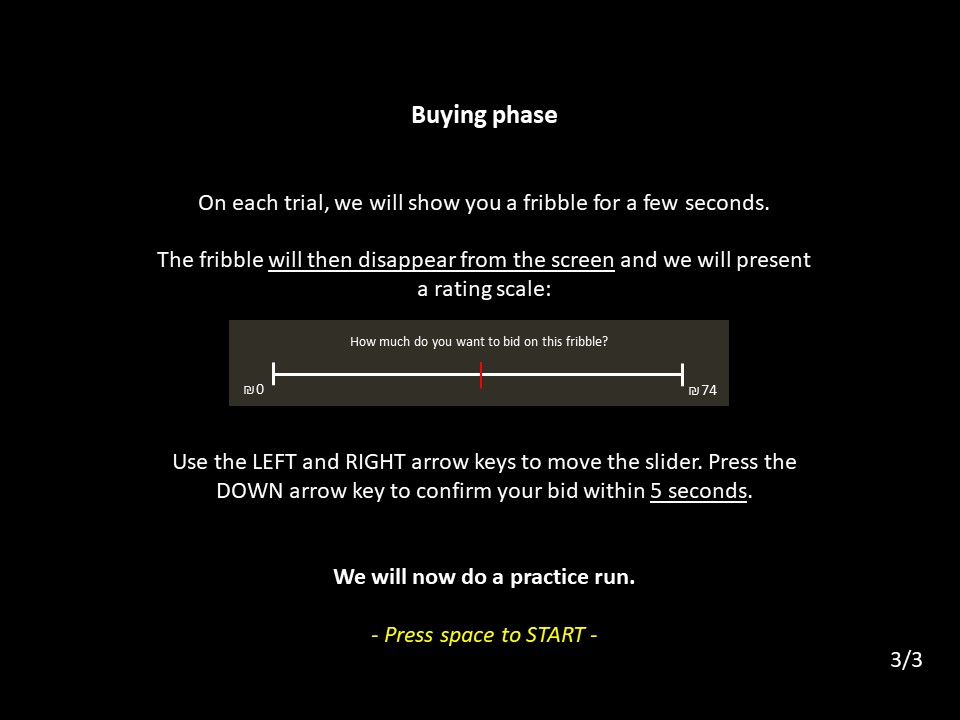 Buying phase
On each trial, we will show you a fribble for a few seconds.
The fribble will then disappear from the screen and we will present
a rating scale:
How much do you want to bid on this fribble?
₪0
₪74
Use the LEFT and RIGHT arrow keys to move the slider. Press the
DOWN arrow key to confirm your bid within 5 seconds.
We will now do a practice run.
- Press space to START -
3/3